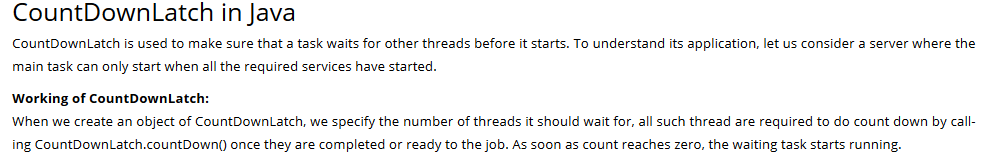 CountDownLatch in Java
CountDownLatch is used to make sure that a task waits for other threads before it starts. To understand its application, let us consider a server where the
main task can only start when all the required services have started.
Working of CountDownLatch:
When we create an object of CountDownLatch, we specify the number of threads it should wait for, all such thread are required to do count down by call-
ing CountDownLatch.countDown() once they are completed or ready to the job. As soon as count reaches zero, the waiting task starts running.